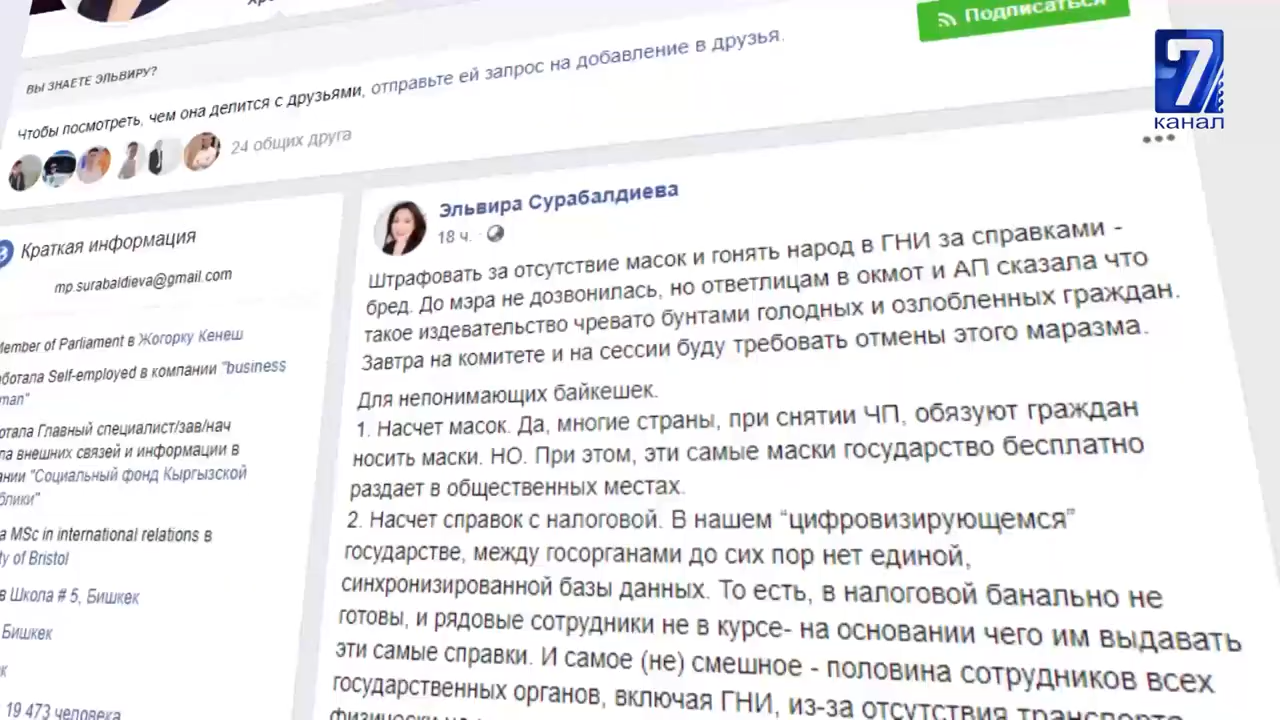 Подписаться
7
канал
ВЫ ЗНАЕТЕ ЭЛЬВИРУ?
Чтобы посмотреть, чем она делится с друзьями, отправьте ей запрос на добавление в друзья.
24 общих друга
Краткая информация
mp.surabaldieva@gmail.com
Member of Parliament в Жогорку Кенеш
Self-employed в компании "business
Главный специалист/зав/нач
внешних связей и информации в
"Социальный фонд Кыргызской
MSc in international relations в
of Bristol
в Школа # 5, Бишкек
Бишкек
19 473 человека
Эльвира Сурабалдиева
18 ч.
Штрафовать за отсутствие масок и гонять народ в ГНИ за справками -
бред. До мэра не дозвонилась, но ответлицам в окмот и АП сказала что
такое издевательство чревато бунтами голодных и озлобленных граждан.
Завтра на комитете и на сессии буду требовать отмены этого маразма.
Для непонимающих байкешек.
1. Насчет масок. Да, многие страны, при снятии ЧП, обязуют граждан
носить маски. НО. При этом, эти самые маски государство бесплатно
раздает в общественных местах.
2. Насчет справок с налоговой. В нашем “цифровизирующемся”
государстве, между госорганами до сих пор нет единой,
синхронизированной базы данных. То есть, в налоговой банально не
готовы, и рядовые сотрудники не в курсе- на основании чего им выдавать
эти самые справки. И самое (не) смешное - половина сотрудников всех
государственных органов, включая ГНИ, из-за отсутствия транспорта